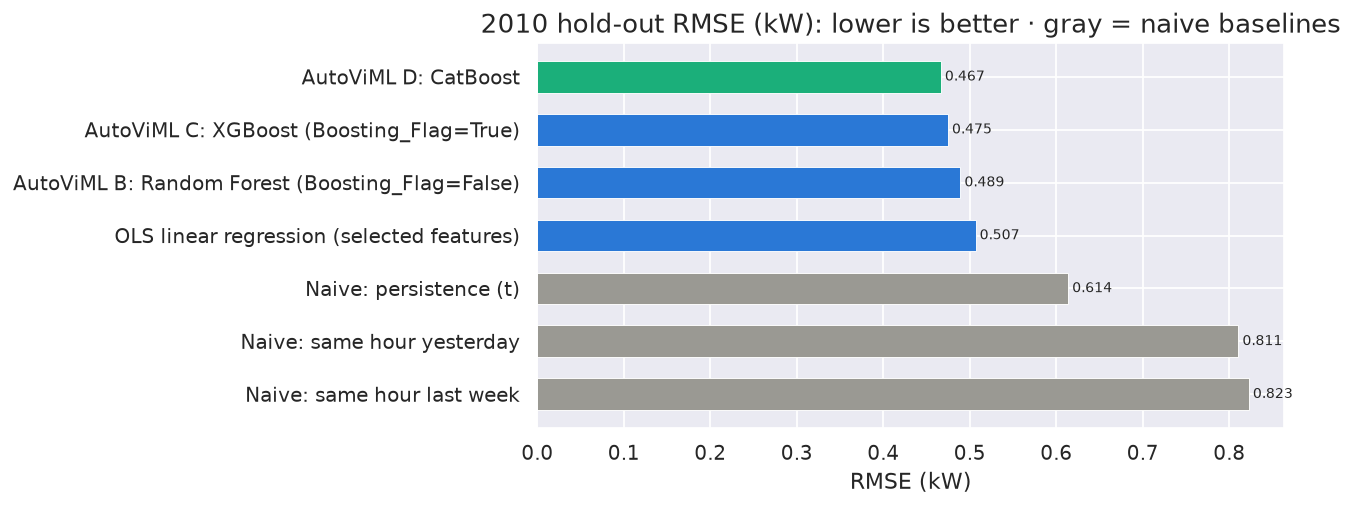 2010 hold-out RMSE (kW): lower is better · gray = naive baselines
AutoViML D: CatBoost 0.467
AutoViML C: XGBoost (Boosting_Flag=True) 0.475
AutoViML B: Random Forest (Boosting_Flag=False) 0.489
OLS linear regression (selected features) 0.507
Naive: persistence (t) 0.614
Naive: same hour yesterday 0.811
Naive: same hour last week 0.823
0.0 0.1 0.2 0.3 0.4 0.5 0.6 0.7 0.8
RMSE (kW)